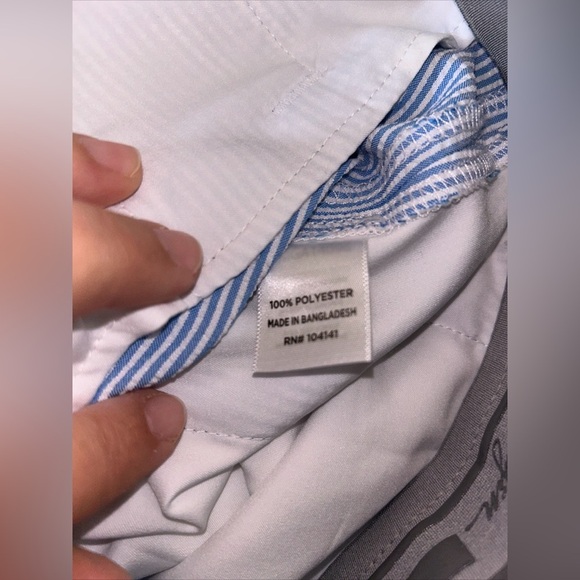 100% POLYESTER
MADE IN BANGLADESH
RN# 104141